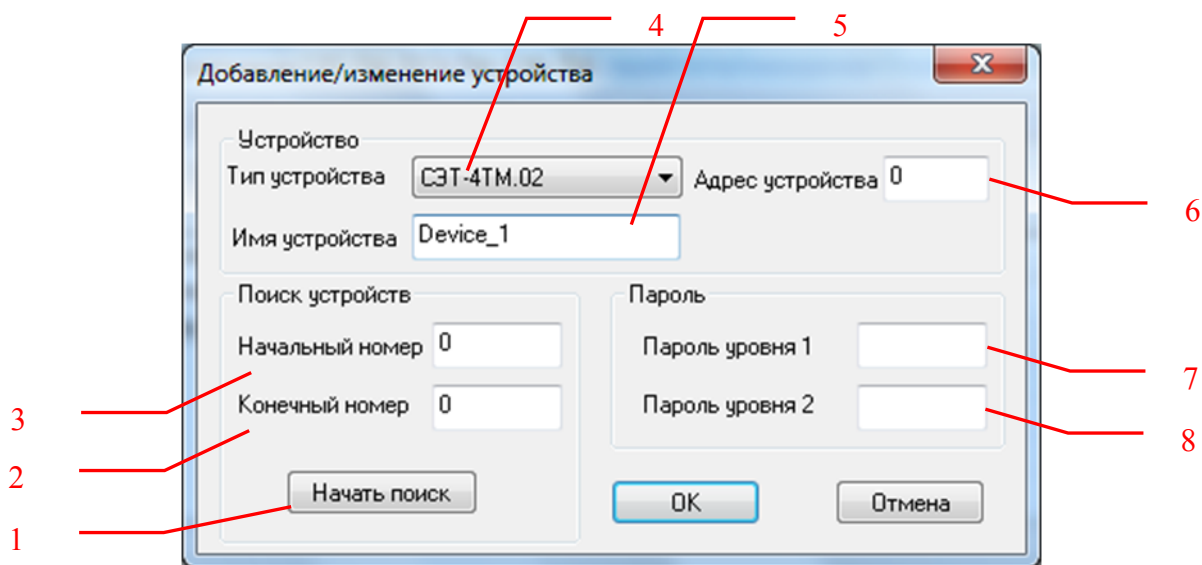 4 5
Добавление/изменение устройства
Устройство
Тип устройства СЭТ-4ТМ.02 Адрес устройства 0
6
Имя устройства Device_1
Поиск устройств Пароль
Начальный номер 0 Пароль уровня 1
7
3
Конечный номер 0 Пароль уровня 2
8
2
Начать поиск OK Отмена
1